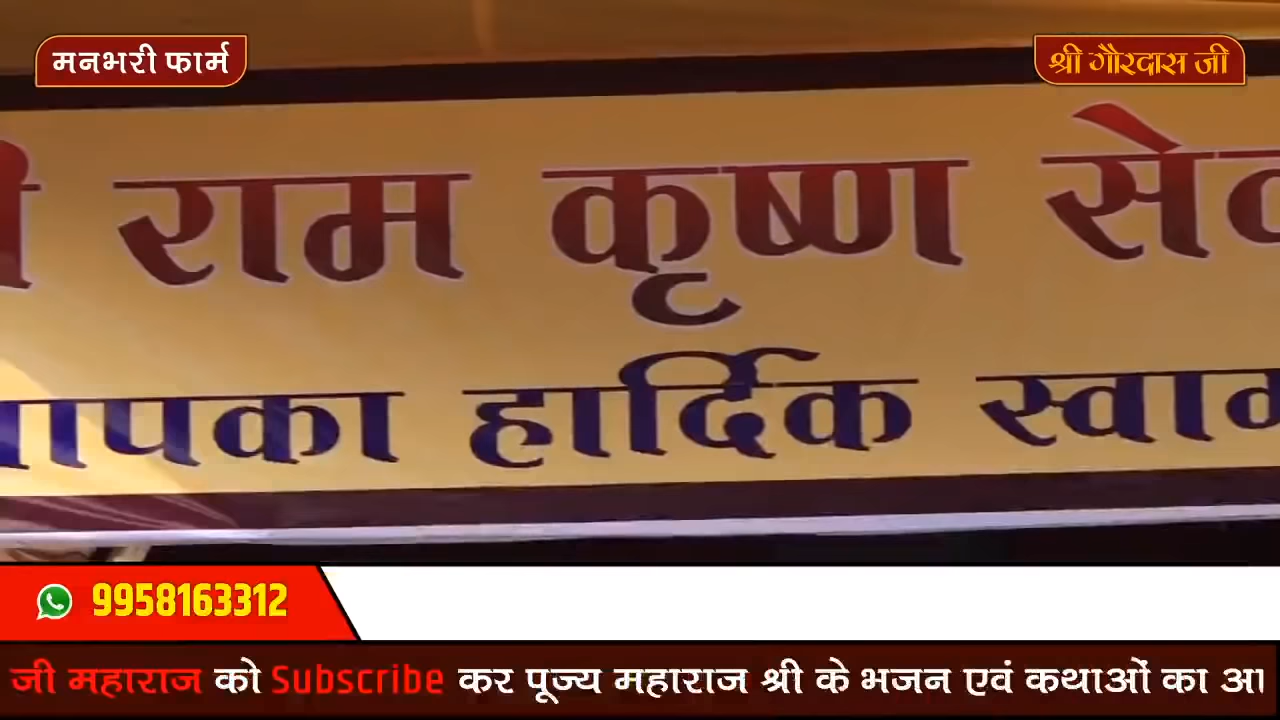 मनभरी फार्म
श्री गौरदास जी
राम कृष्ण
हार्दिक
9958163312
जी महाराज को Subscribe कर पूज्य महाराज श्री के भजन एवं कथाओं का